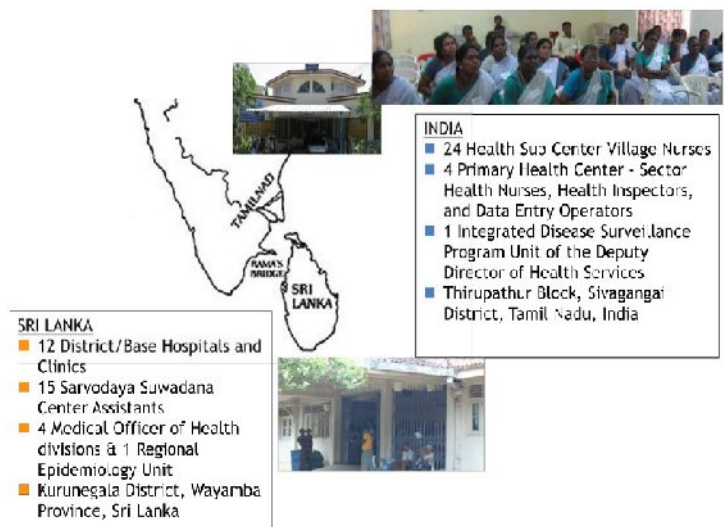 INDIA
24 Health Sub Center Village Nurses
4 Primary Health Center - Sector
Health Nurses, Health Inspectors,
and Data Entry Operators
1 Integrated Disease Surveillance
Program Unit of the Deputy
Director of Health Services
Thirupathur Block, Sivagangai
District, Tamil Nadu, India
TAMILNAD
RAMA'S
BRIDGE
SRI
LANKA
SRI LANKA
12 District/Base Hospitals and
Clinics
15 Sarvodaya Suwadana
Center Assistants
4 Medical Officer of Health
divisions & 1 Regional
Epidemiology Unit
Kurunegala District, Wayamba
Province, Sri Lanka